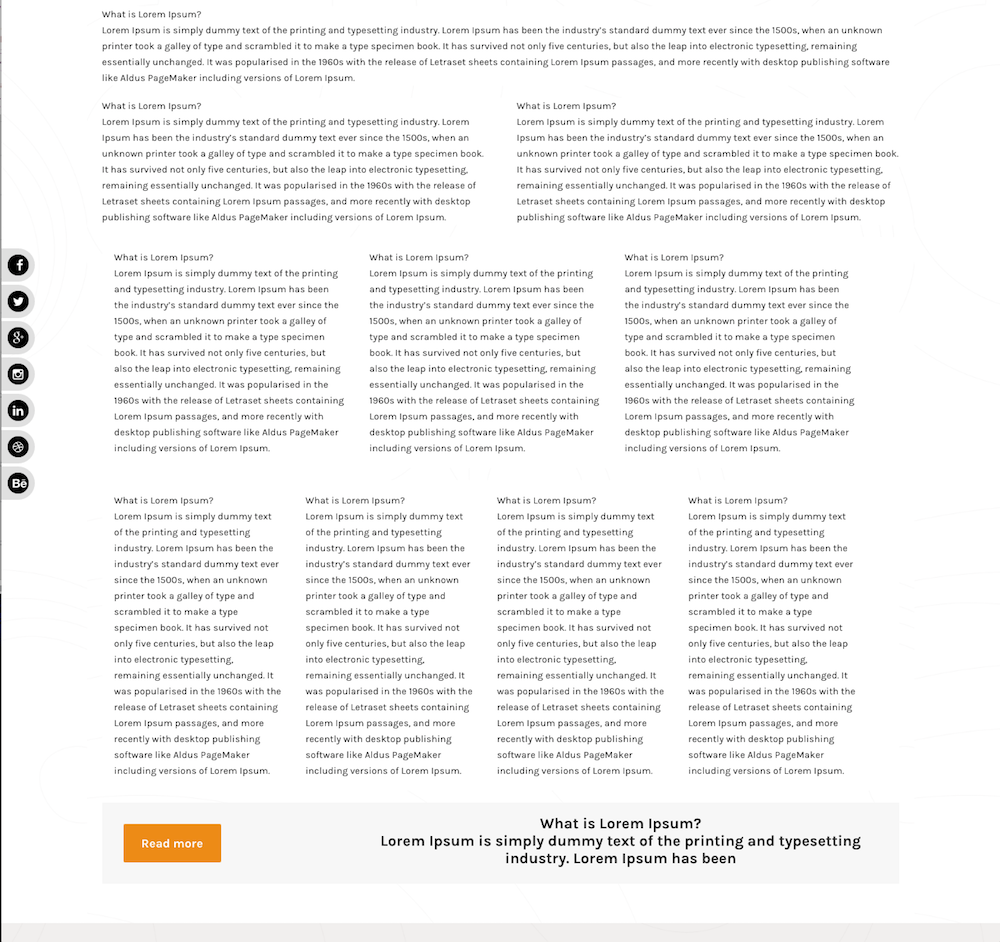 What is Lorem Ipsum?
Lorem Ipsum is simply dummy text of the printing and typesetting industry. Lorem Ipsum has been the industry's standard dummy text ever since the 1500s, when an unknown
printer took a galley of type and scrambled it to make a type specimen book. It has survived not only five centuries, but also the leap into electronic typesetting, remaining
essentially unchanged. It was popularised in the 1960s with the release of Letraset sheets containing Lorem Ipsum passages, and more recently with desktop publishing software
like Aldus PageMaker including versions of Lorem Ipsum.
What is Lorem Ipsum?
Lorem Ipsum is simply dummy text of the printing and typesetting industry. Lorem
Ipsum has been the industry's standard dummy text ever since the 1500s, when an
unknown printer took a galley of type and scrambled it to make a type specimen book.
It has survived not only five centuries, but also the leap into electronic typesetting,
remaining essentially unchanged. It was popularised in the 1960s with the release of
Letraset sheets containing Lorem Ipsum passages, and more recently with desktop
publishing software like Aldus PageMaker including versions of Lorem Ipsum.
What is Lorem Ipsum?
Lorem Ipsum is simply dummy text of the printing and typesetting industry. Lorem
Ipsum has been the industry's standard dummy text ever since the 1500s, when an
unknown printer took a galley of type and scrambled it to make a type specimen book.
It has survived not only five centuries, but also the leap into electronic typesetting,
remaining essentially unchanged. It was popularised in the 1960s with the release of
Letraset sheets containing Lorem Ipsum passages, and more recently with desktop
publishing software like Aldus PageMaker including versions of Lorem Ipsum.
What is Lorem Ipsum?
Lorem Ipsum is simply dummy text of the printing
and typesetting industry. Lorem Ipsum has been
the industry's standard dummy text ever since the
1500s, when an unknown printer took a galley of
type and scrambled it to make a type specimen
book. It has survived not only five centuries, but
also the leap into electronic typesetting, remaining
essentially unchanged. It was popularised in the
1960s with the release of Letraset sheets containing
Lorem Ipsum passages, and more recently with
desktop publishing software like Aldus PageMaker
including versions of Lorem Ipsum.
What is Lorem Ipsum?
Lorem Ipsum is simply dummy text of the printing
and typesetting industry. Lorem Ipsum has been
the industry's standard dummy text ever since the
1500s, when an unknown printer took a galley of
type and scrambled it to make a type specimen
book. It has survived not only five centuries, but
also the leap into electronic typesetting, remaining
essentially unchanged. It was popularised in the
1960s with the release of Letraset sheets containing
Lorem Ipsum passages, and more recently with
desktop publishing software like Aldus PageMaker
including versions of Lorem Ipsum.
What is Lorem Ipsum?
Lorem Ipsum is simply dummy text of the printing
and typesetting industry. Lorem Ipsum has been
the industry's standard dummy text ever since the
1500s, when an unknown printer took a galley of
type and scrambled it to make a type specimen
book. It has survived not only five centuries, but
also the leap into electronic typesetting, remaining
essentially unchanged. It was popularised in the
1960s with the release of Letraset sheets containing
Lorem Ipsum passages, and more recently with
desktop publishing software like Aldus PageMaker
including versions of Lorem Ipsum.
What is Lorem Ipsum?
Lorem Ipsum is simply dummy text
of the printing and typesetting
industry. Lorem Ipsum has been the
industry's standard dummy text ever
since the 1500s, when an unknown
printer took a galley of type and
scrambled it to make a type
specimen book. It has survived not
only five centuries, but also the leap
into electronic typesetting,
remaining essentially unchanged. It
was popularised in the 1960s with the
release of Letraset sheets containing
Lorem Ipsum passages, and more
recently with desktop publishing
software like Aldus PageMaker
including versions of Lorem Ipsum.
What is Lorem Ipsum?
Lorem Ipsum is simply dummy text
of the printing and typesetting
industry. Lorem Ipsum has been the
industry's standard dummy text ever
since the 1500s, when an unknown
printer took a galley of type and
scrambled it to make a type
specimen book. It has survived not
only five centuries, but also the leap
into electronic typesetting,
remaining essentially unchanged. It
was popularised in the 1960s with the
release of Letraset sheets containing
Lorem Ipsum passages, and more
recently with desktop publishing
software like Aldus PageMaker
including versions of Lorem Ipsum.
What is Lorem Ipsum?
Lorem Ipsum is simply dummy text
of the printing and typesetting
industry. Lorem Ipsum has been the
industry's standard dummy text ever
since the 1500s, when an unknown
printer took a galley of type and
scrambled it to make a type
specimen book. It has survived not
only five centuries, but also the leap
into electronic typesetting,
remaining essentially unchanged. It
was popularised in the 1960s with the
release of Letraset sheets containing
Lorem Ipsum passages, and more
recently with desktop publishing
software like Aldus PageMaker
including versions of Lorem Ipsum.
What is Lorem Ipsum?
Lorem Ipsum is simply dummy text
of the printing and typesetting
industry. Lorem Ipsum has been the
industry's standard dummy text ever
since the 1500s, when an unknown
printer took a galley of type and
scrambled it to make a type
specimen book. It has survived not
only five centuries, but also the leap
into electronic typesetting,
remaining essentially unchanged. It
was popularised in the 1960s with the
release of Letraset sheets containing
Lorem Ipsum passages, and more
recently with desktop publishing
software like Aldus PageMaker
including versions of Lorem Ipsum.
Read more
What is Lorem Ipsum?
Lorem Ipsum is simply dummy text of the printing and typesetting
industry. Lorem Ipsum has been